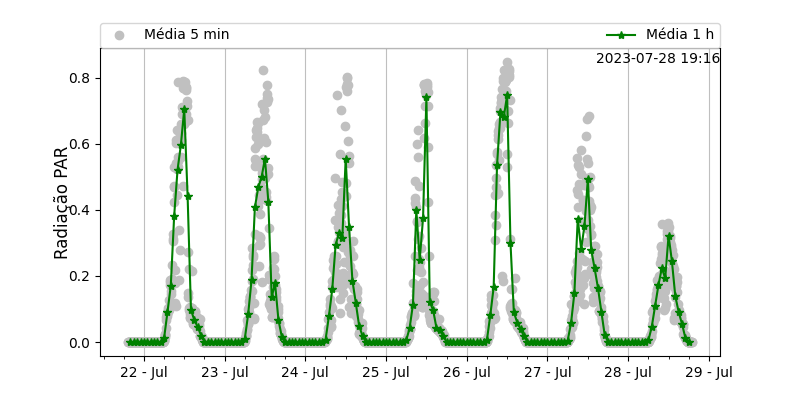 Média 5 min
Média 1 h
2023-07-28 19:16
Radiação PAR
0.8
0.6
0.4
0.2
0.0
22 - Jul
23 - Jul
24 - Jul
25 - Jul
26 - Jul
27 - Jul
28 - Jul
29 - Jul